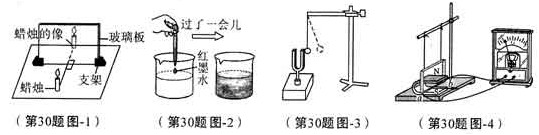 蜡烛的像
玻璃板
蜡烛
支架
过了一会儿
红墨水
N
(第30题图-1)
(第30题图-2)
(第30题图-3)
(第30题图-4)